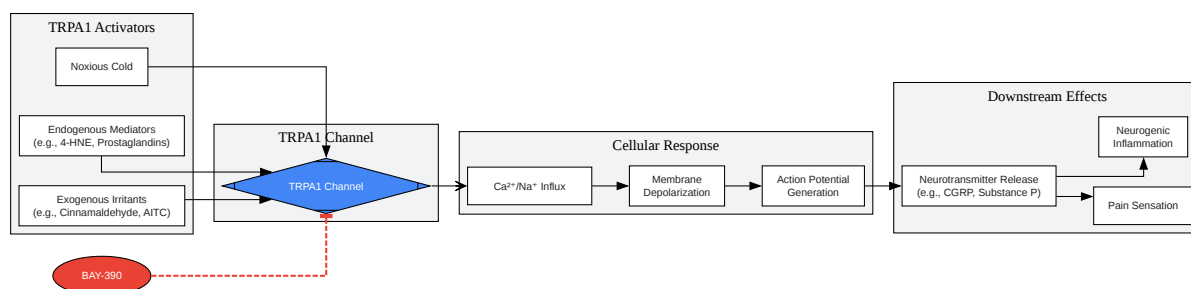 TRPA1 Activators
Noxious Cold
Endogenous Mediators
(e.g., 4-HNE, Prostaglandins)
Exogenous Irritants
(e.g., Cinnamaldehyde, AITC)
BAY-390
TRPA1 Channel
TRPA1 Channel
Cellular Response
Ca²⁺/Na⁺ Influx
Membrane
Depolarization
Action Potential
Generation
Downstream Effects
Neurotransmitter Release
(e.g., CGRP, Substance P)
Neurogenic
Inflammation
Pain Sensation